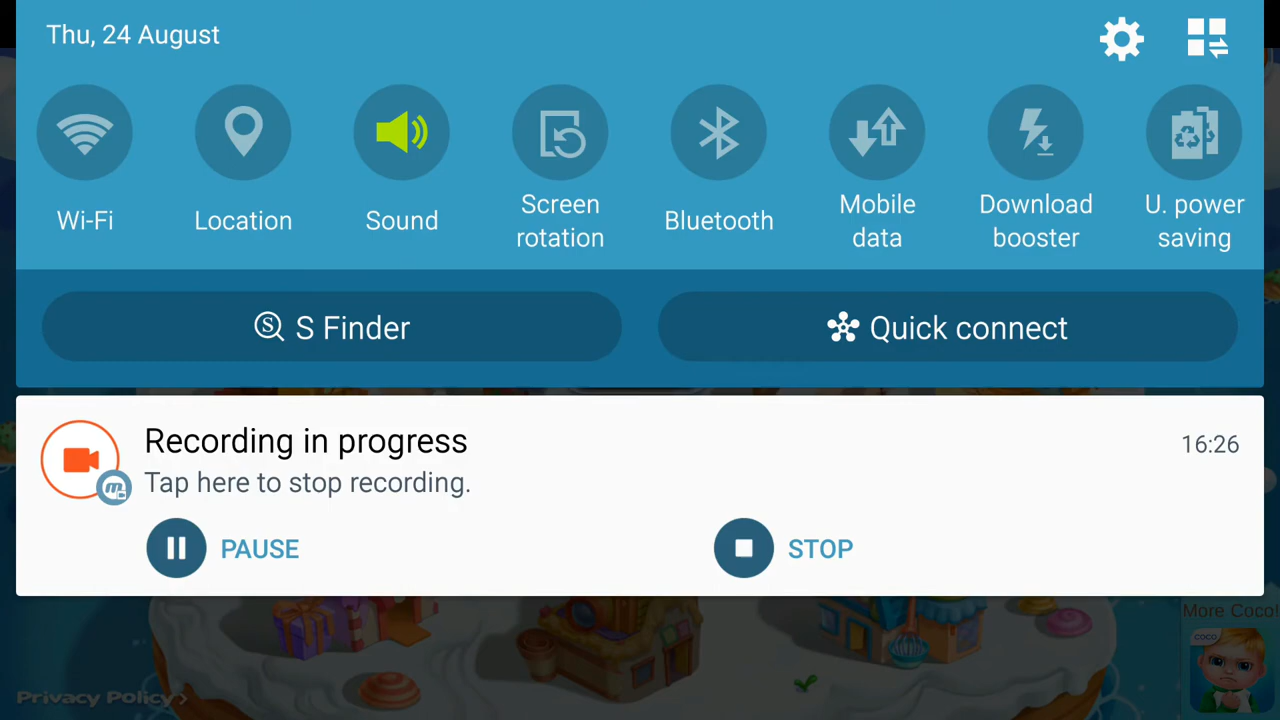 Thu, 24 August
Wi-Fi
Location
Sound
Screen
rotation
Bluetooth
Mobile
data
Download
booster
U. power
saving
S Finder
Quick connect
Recording in progress
16:26
Tap here to stop recording.
PAUSE
STOP
More Coco!
COCO
Privacy Policy>